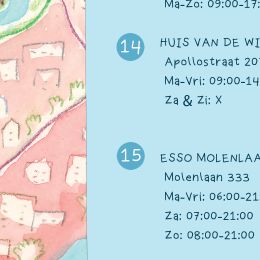 Ma-Zo: 09:00-17:
14 HUIS VAN DE WI
Apollostraat 20
Ma-Vri: 09:00-14
Za & Zi: X
15 ESSO MOLENLAA
Molenlaan 333
Ma-Vri: 06:00-21
Za: 07:00-21:00
Zo: 08:00-21:00